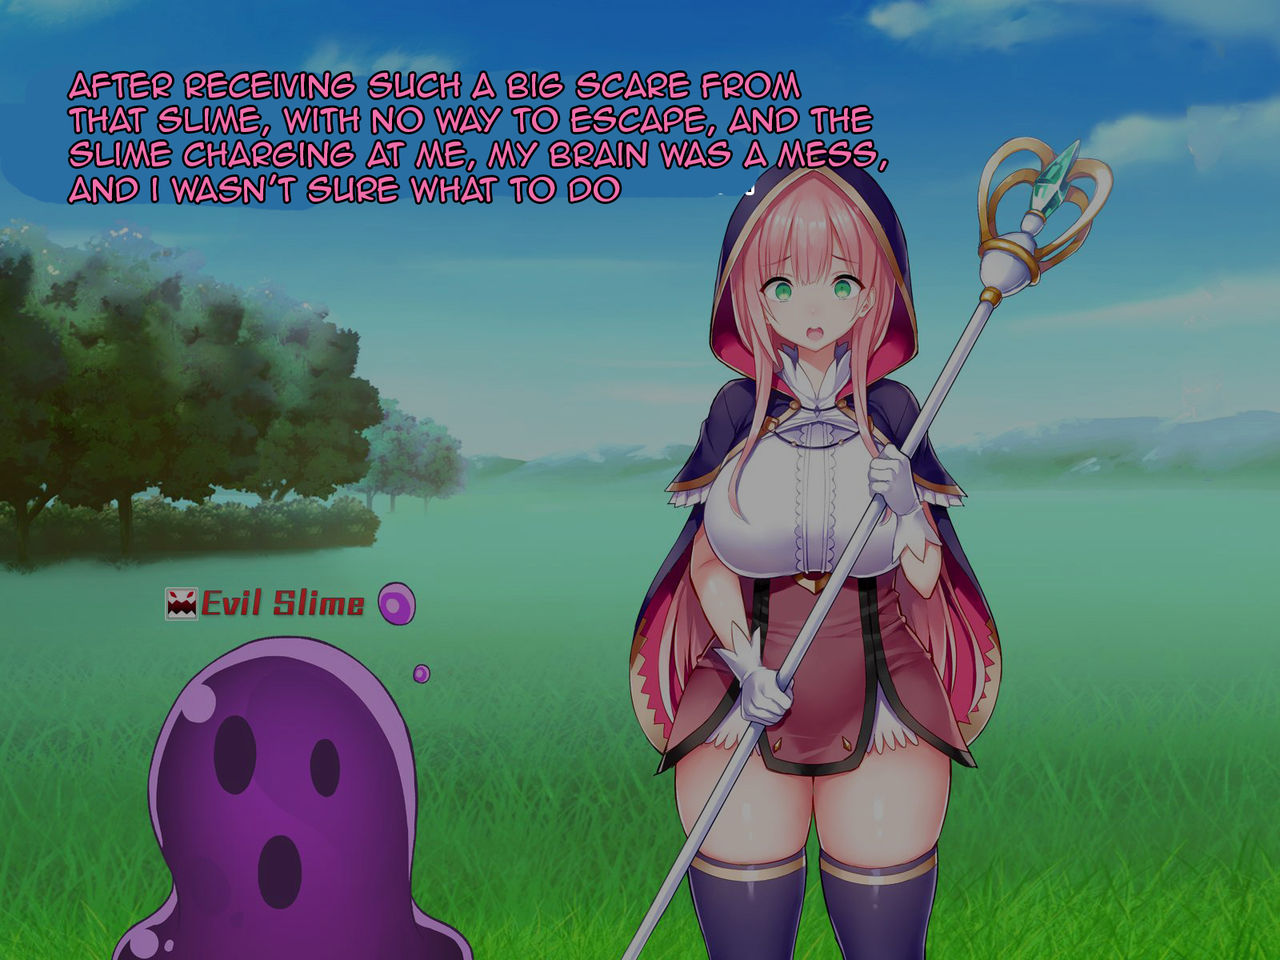 AFTER RECEIVING SUCH A BIG SCARE FROM
THAT SLIME, WITH NO WAY TO ESCAPE, AND THE
SLIME CHARGING AT ME, MY BRAIN WAS A MESS,
AND I WASN'T SURE WHAT TO DO
Evil Slime